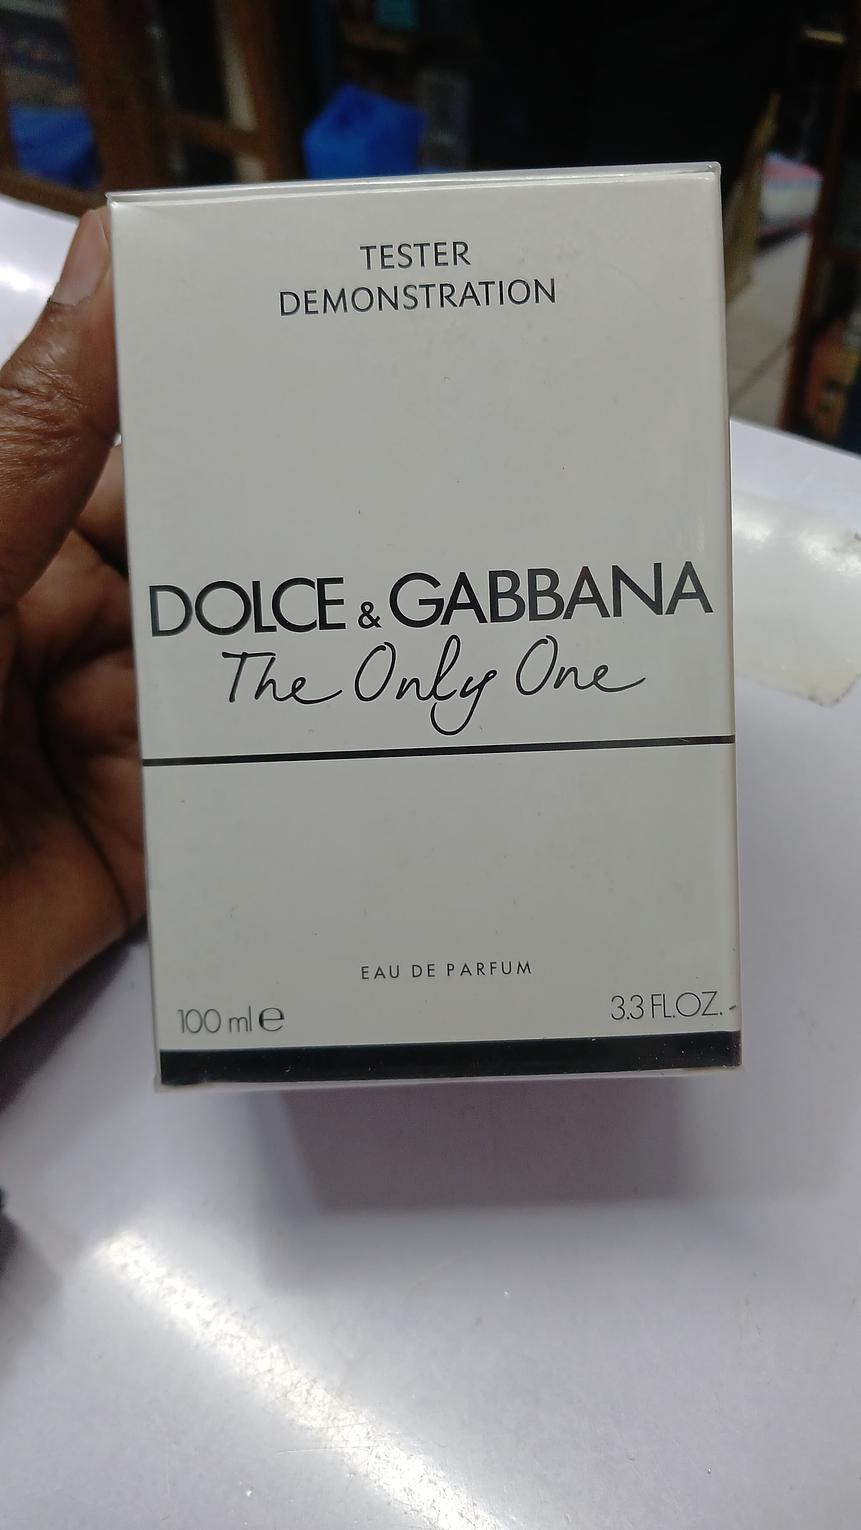 TESTER
DEMONSTRATION
DOLCE & GABBANA
The Only One
EAU DE PARFUM
100 ml ℮ 3.3 FL.OZ.